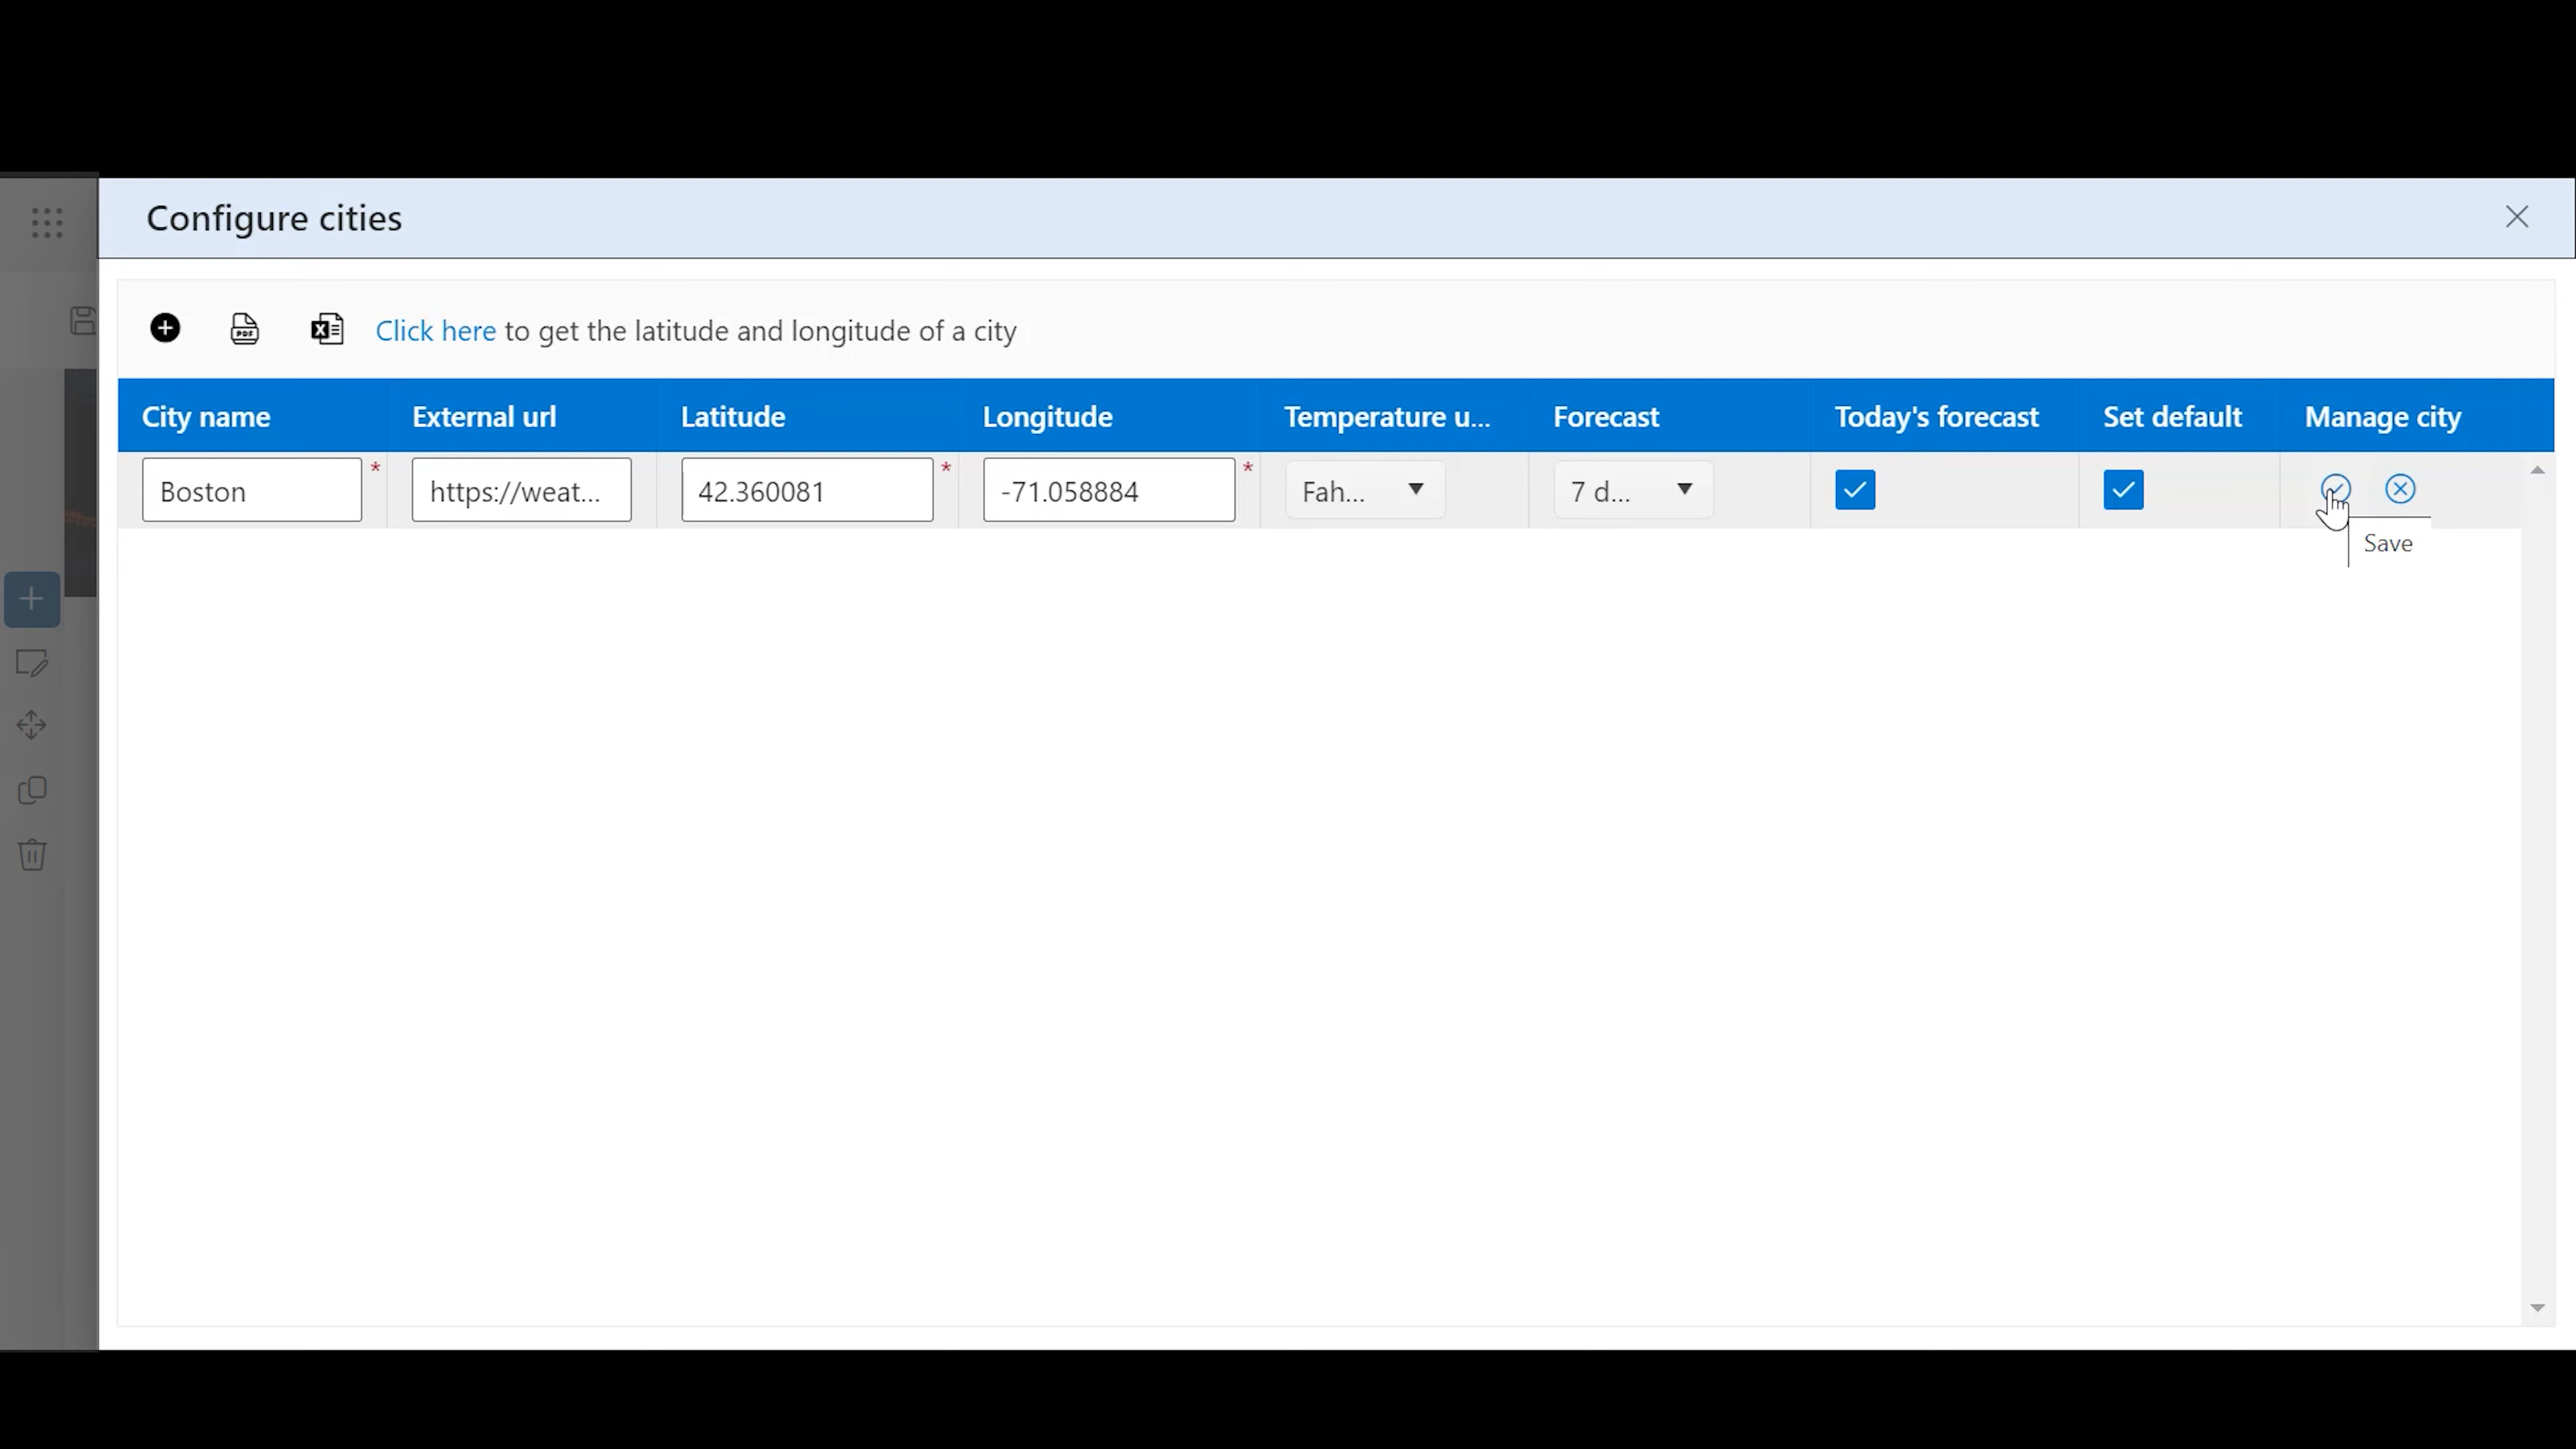 Configure cities
PDF
X
Click here to get the latitude and longitude of a city
City name External url Latitude Longitude Temperature u... Forecast Today's forecast Set default Manage city
Boston * https://weat... 42.360081 * -71.058884 * Fah... 7 d...
Save